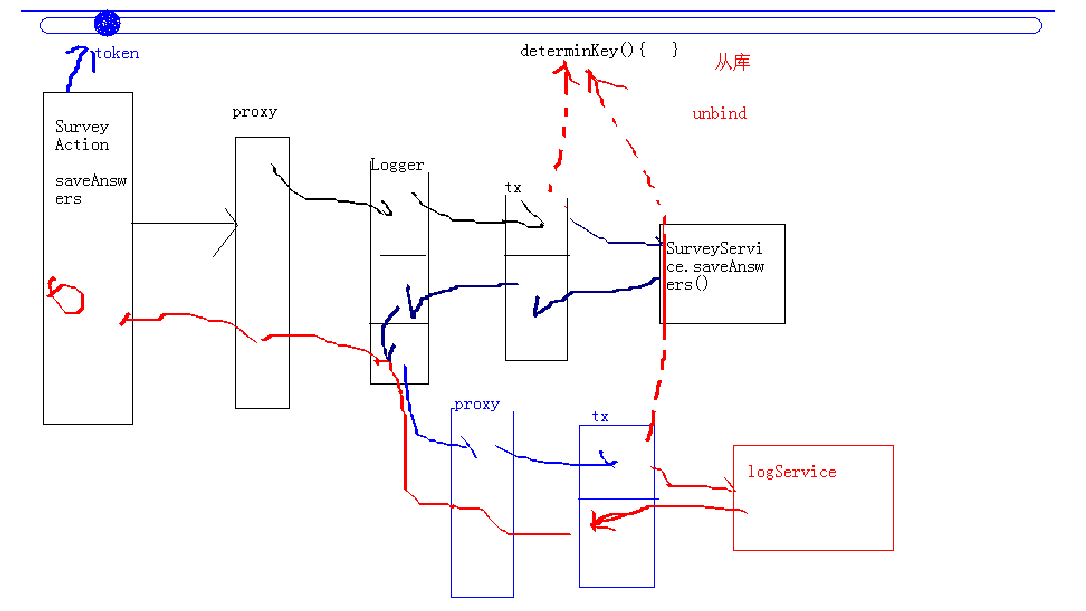 token
determinKey(){   }
从库
unbind
proxy
Survey
Action
saveAnsw
ers
Logger
tx
SurveyServi
ce.saveAnsw
ers()
proxy
tx
logService